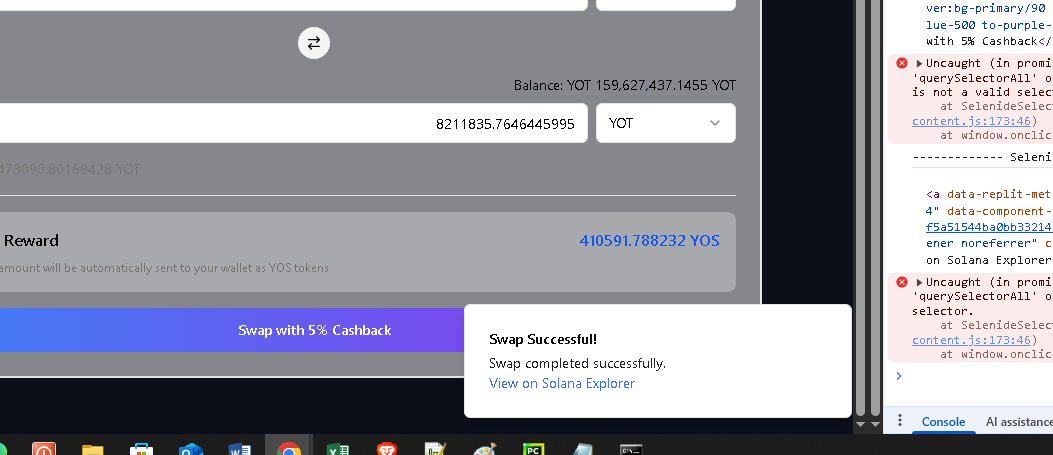 Balance: YOT 159,627,437.1455 YOT
8211835.7646445995
YOT
473090.80169428 YOT
Reward
410591.788232 YOS
amount will be automatically sent to your wallet as YOS tokens
Swap with 5% Cashback
Swap Successful!
Swap completed successfully.
View on Solana Explorer
ver:bg-primary/90
lue-500 to-purple-
with 5% Cashback</
Uncaught (in promi
'querySelectorAll' o
is not a valid selec
at SelenideSelec
content.js:173:46)
at window.onclic
------------- Seleni
<a data-replit-met
4" data-component-
f5a51544ba0bb33214
ener noreferrer" c
on Solana Explorer
Uncaught (in promi
'querySelectorAll' o
selector.
at SelenideSelec
content.js:173:46)
at window.onclic
Console
AI assistance